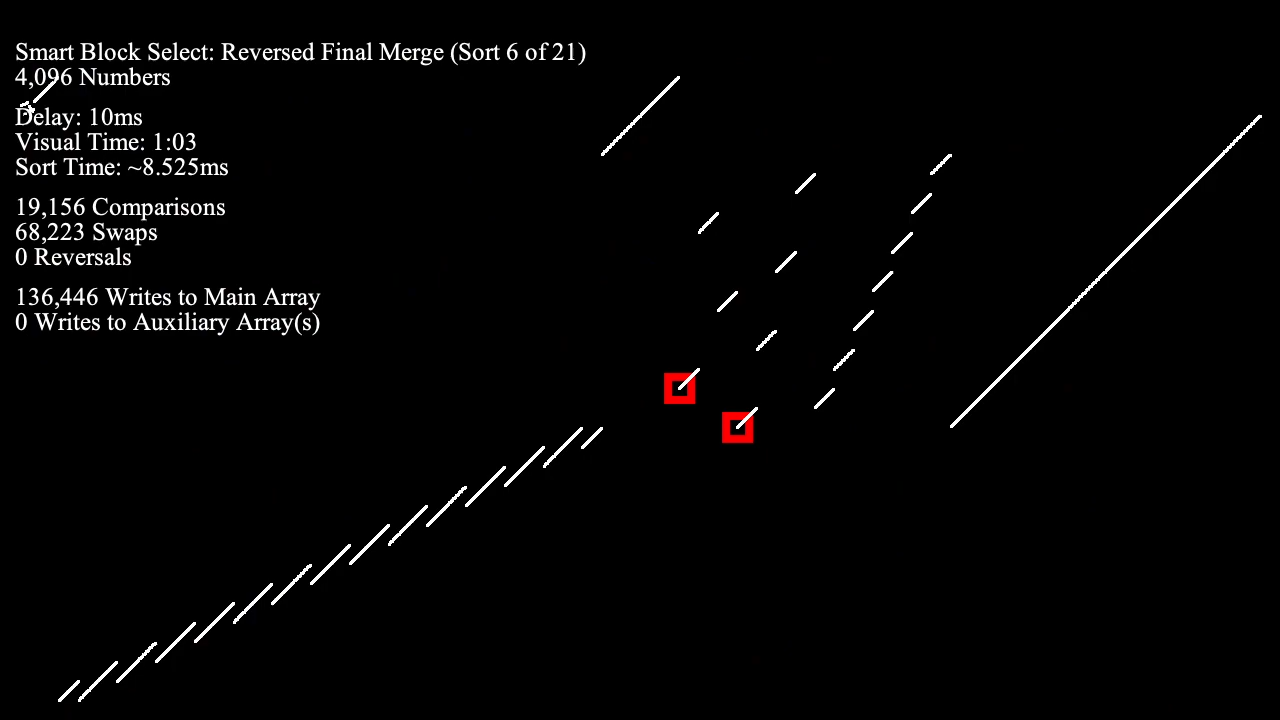 Smart Block Select: Reversed Final Merge (Sort 6 of 21)
4,096 Numbers
Delay: 10ms
Visual Time: 1:03
Sort Time: ~8.525ms
19,156 Comparisons
68,223 Swaps
0 Reversals
136,446 Writes to Main Array
0 Writes to Auxiliary Array(s)